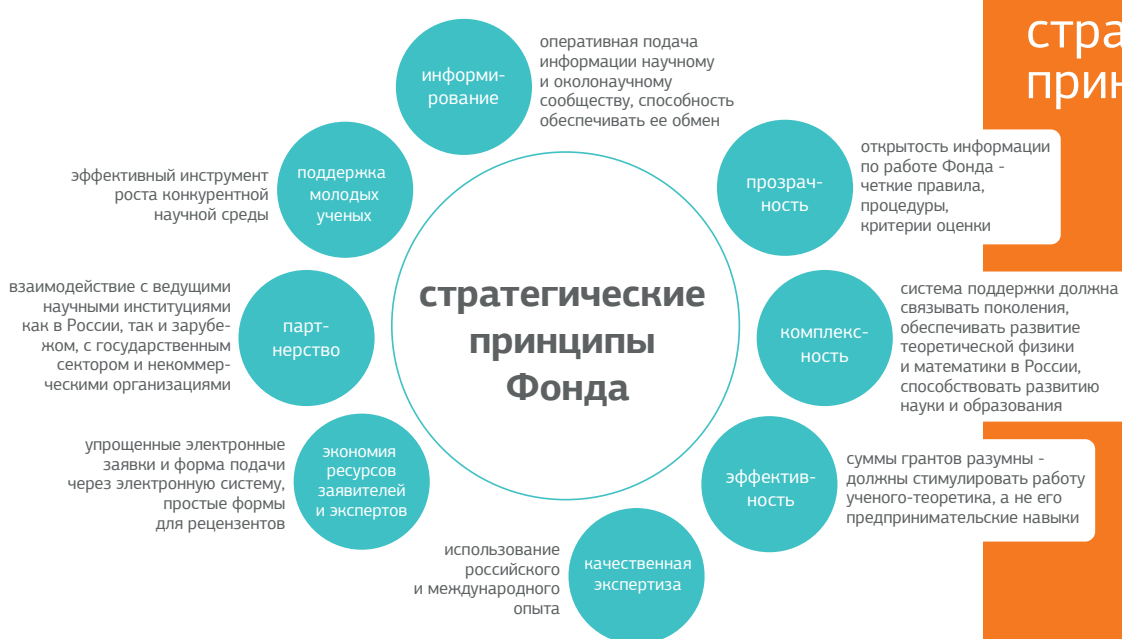 стра
прин
информи-
рование
оперативная подача
информации научному
и околонаучному
сообществу, способность
обеспечивать ее обмен
прозрач-
ность
открытость информации
по работе Фонда -
четкие правила,
процедуры,
критерии оценки
комплекс-
ность
система поддержки должна
связывать поколения,
обеспечивать развитие
теоретической физики
и математики в России,
способствовать развитию
науки и образования
эффектив-
ность
суммы грантов разумны -
должны стимулировать работу
ученого-теоретика, а не его
предпринимательские навыки
качественная
экспертиза
использование
российского
и международного
опыта
экономия
ресурсов
заявителей
и экспертов
упрощенные электронные
заявки и форма подачи
через электронную систему,
простые формы
для рецензентов
парт-
нерство
взаимодействие с ведущими
научными институциями
как в России, так и зарубе-
жом, с государственным
сектором и некоммер-
ческими организациями
поддержка
молодых
ученых
эффективный инструмент
роста конкурентной
научной среды
стратегические
принципы
Фонда